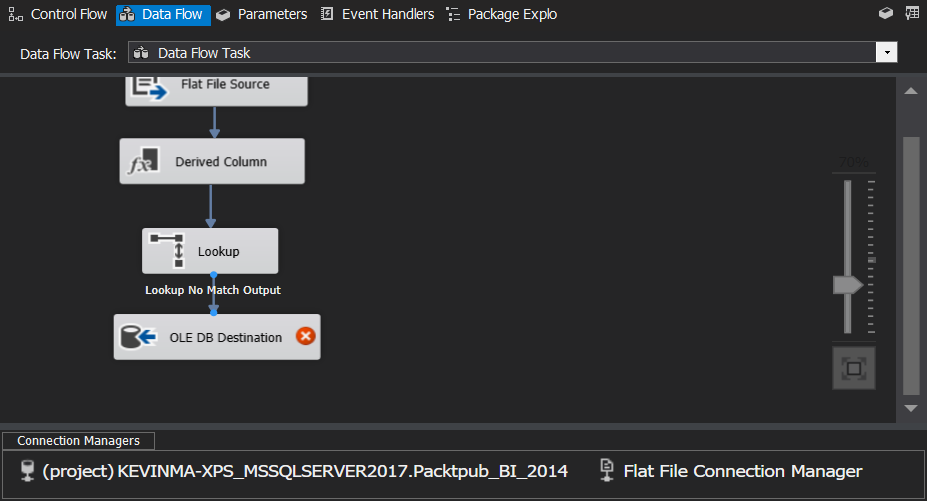 Control Flow Data Flow Parameters Event Handlers Package Explo
Data Flow Task: Data Flow Task
Flat File Source
Derived Column
70%
Lookup
Lookup No Match Output
OLE DB Destination
Connection Managers
(project) KEVINMA-XPS_MSSQLSERVER2017.Packtpub_BI_2014 Flat File Connection Manager